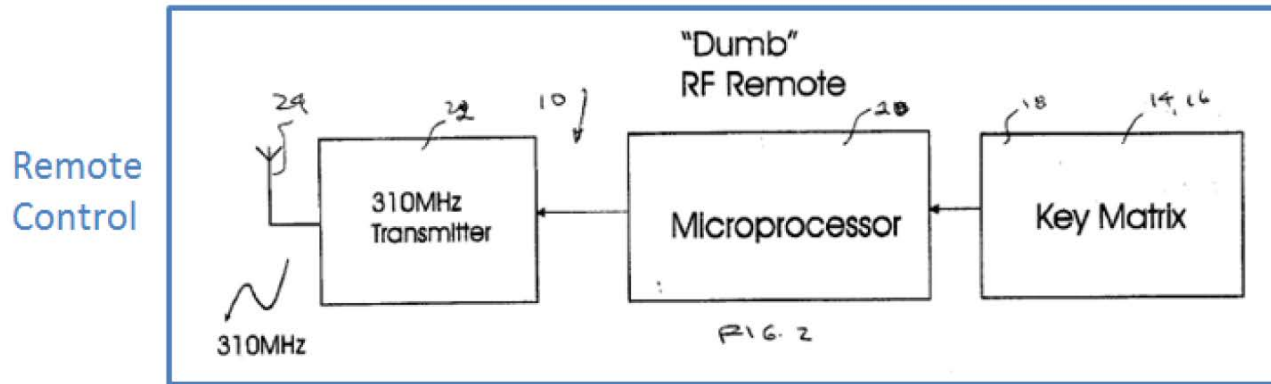 "Dumb"
RF Remote
24
22
10
20
18
14, 16
Remote
Control
310MHz
Transmitter
Microprocessor
Key Matrix
310MHz
FIG. 2